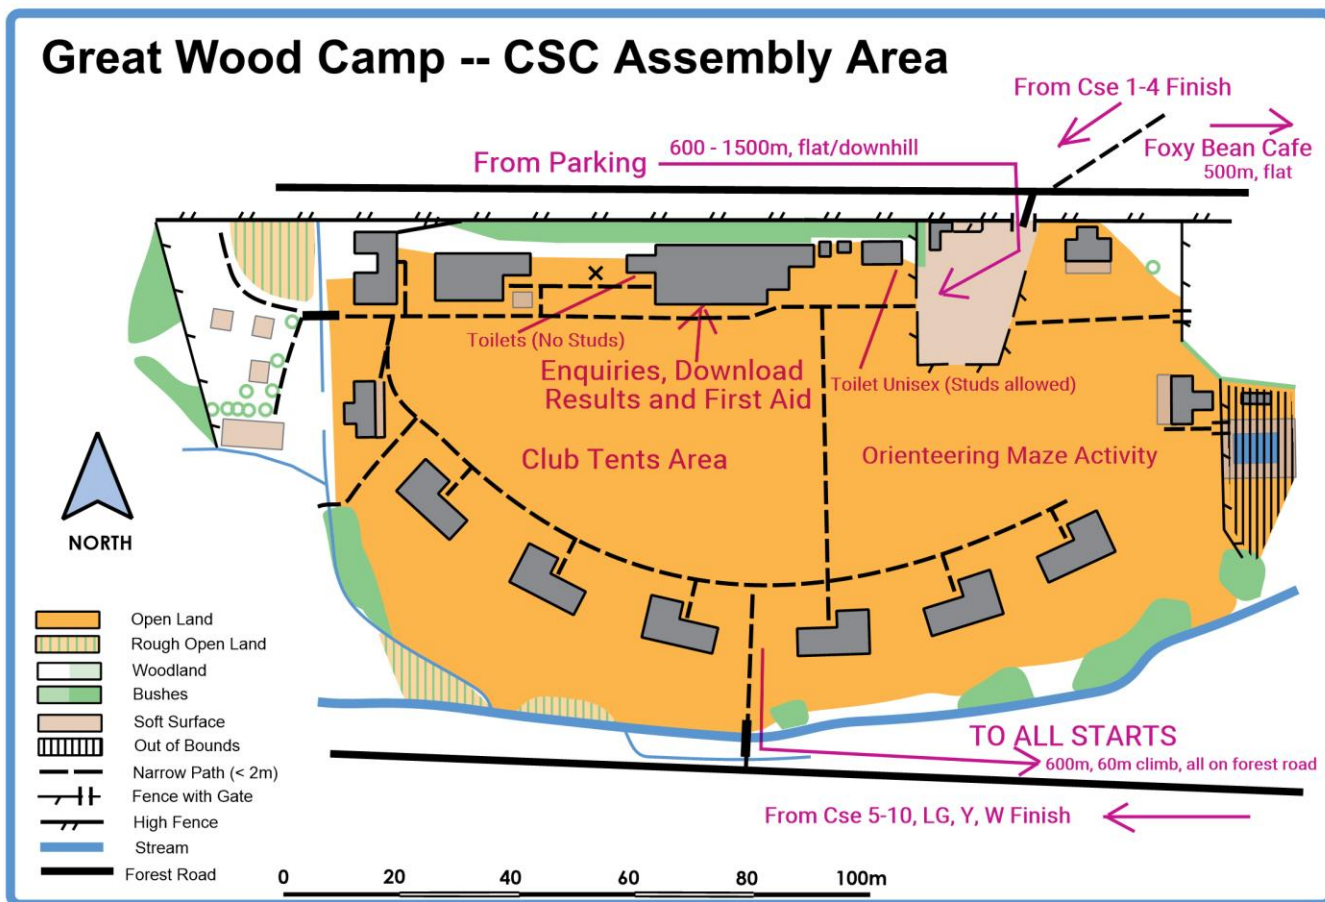 Great Wood Camp -- CSC Assembly Area
From Cse 1-4 Finish
From Parking
600 - 1500m, flat/downhill
Foxy Bean Cafe
500m, flat
Toilets (No Studs)
Enquiries, Download
Results and First Aid
Toilet Unisex (Studs allowed)
Club Tents Area
Orienteering Maze Activity
NORTH
Open Land
Rough Open Land
Woodland
Bushes
Soft Surface
Out of Bounds
Narrow Path (< 2m)
Fence with Gate
High Fence
Stream
Forest Road
TO ALL STARTS
600m, 60m climb, all on forest road
From Cse 5-10, LG, Y, W Finish
0 20 40 60 80 100m